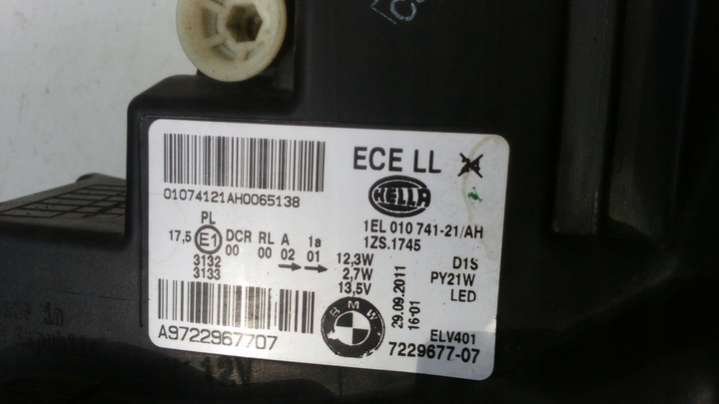 ECE LL
01074121AH0065138
HELLA
1EL 010 741-21/AH
1ZS.1745
PL
17,5 E1 DCR RL A 1a
00 00 02 01
3132
3133
12,3W
2,7W
13,5V
29.09.2011
16:01
D1S
PY21W
LED
BMW
ELV401
A9722967707
7229677-07